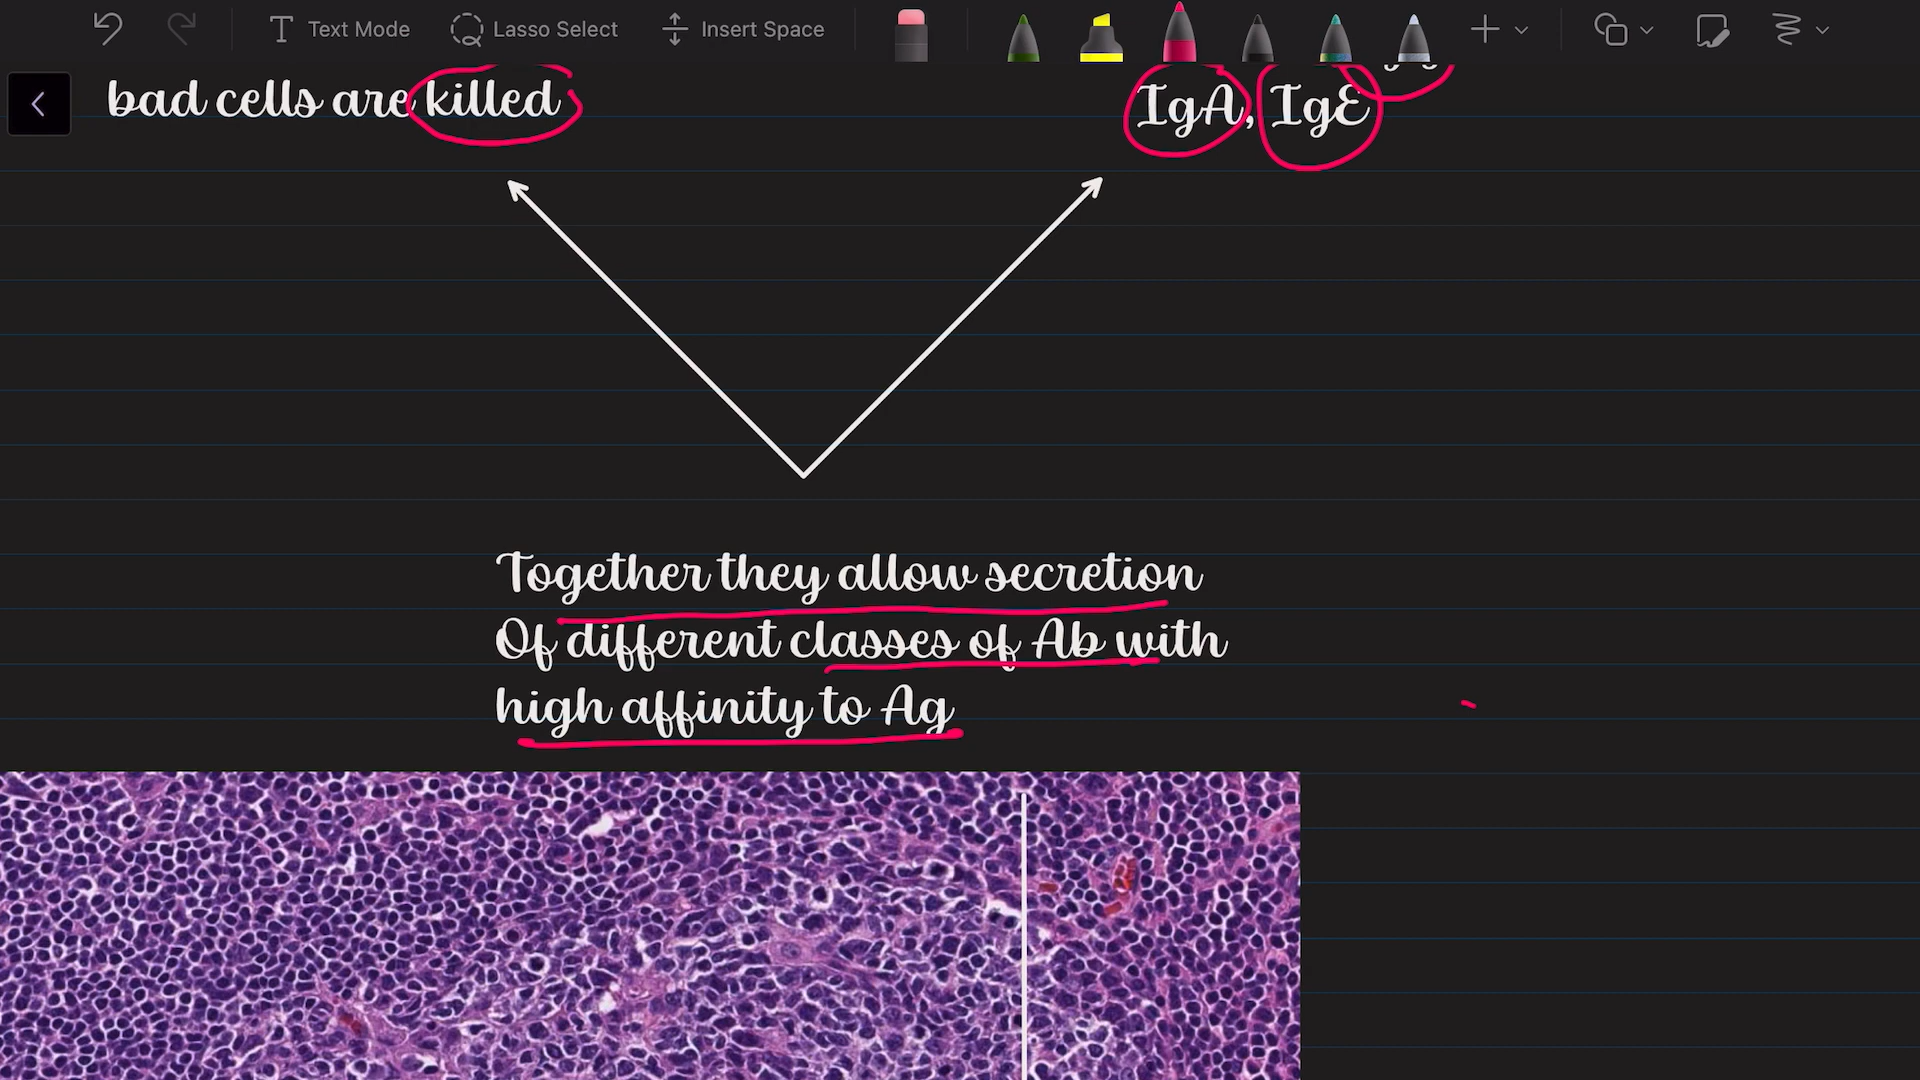 Text Mode Lasso Select Insert Space
bad cells are killed
IgA, IgE
Together they allow secretion
Of different classes of Ab with
high affinity to Ag